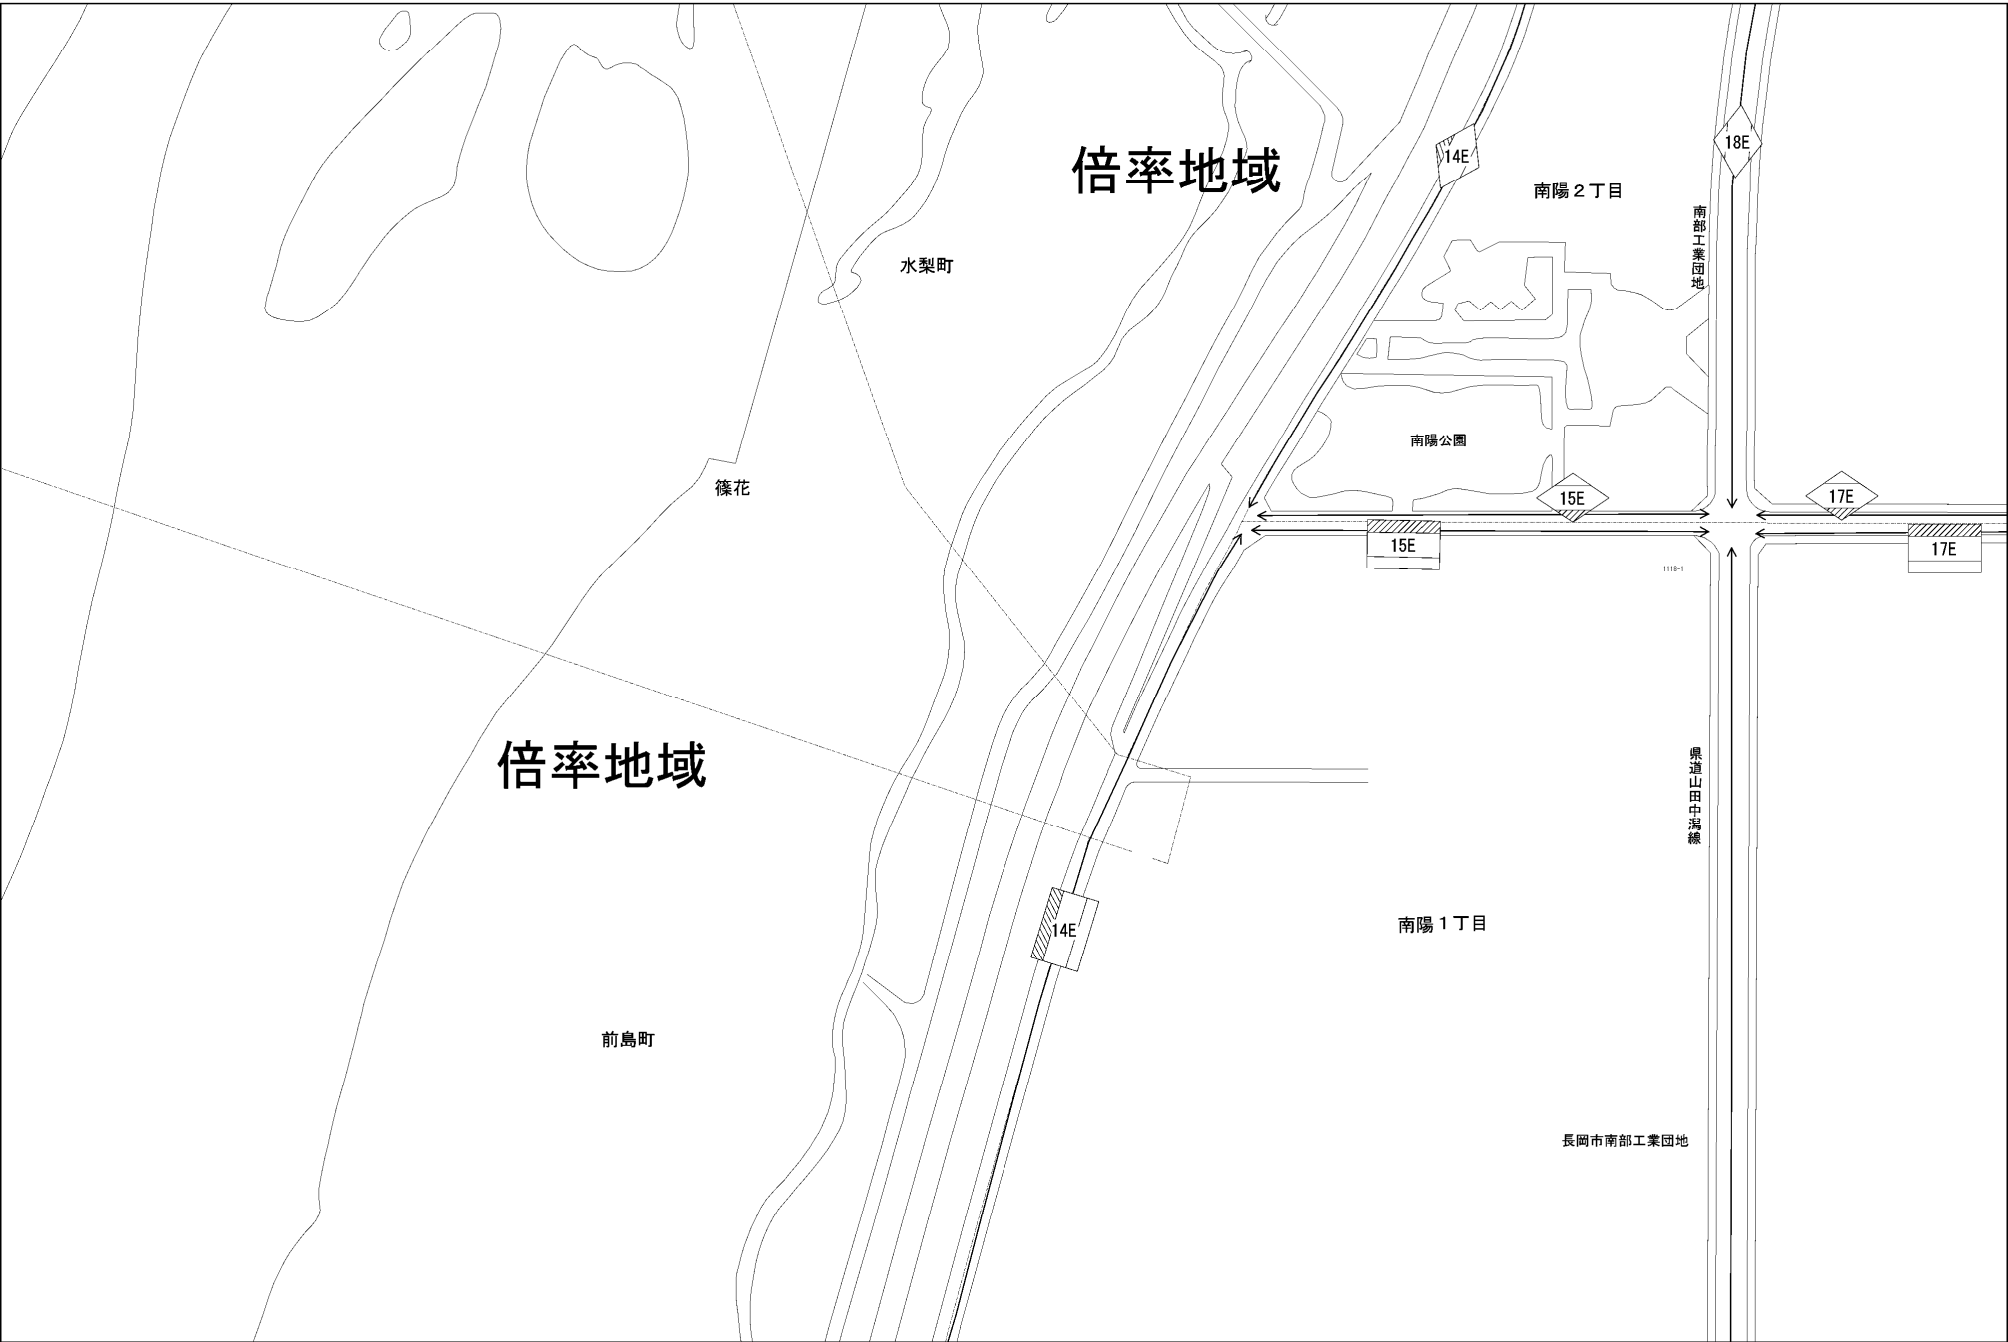 18E
14E
倍率地域
南陽2丁目
南部工業団地
水梨町
南陽公園
篠花
15E
17E
15E
17E
1118-1
倍率地域
県道山田中潟線
14E
南陽1丁目
前島町
長岡市南部工業団地